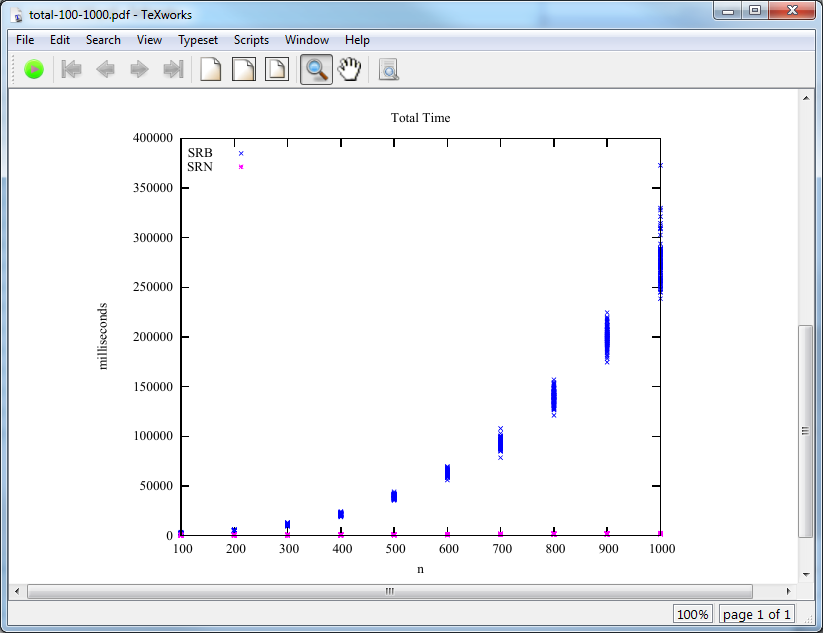 total-100-1000.pdf - TeXworks
File Edit Search View Typeset Scripts Window Help
Total Time
400000
350000
300000
250000
200000
150000
100000
50000
0
SRB
SRN
milliseconds
100 200 300 400 500 600 700 800 900 1000
n
100% page 1 of 1